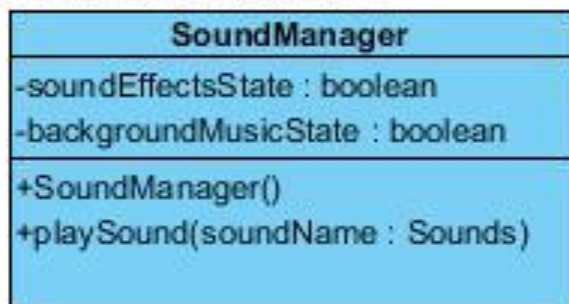 SoundManager
-soundEffectsState : boolean
-backgroundMusicState : boolean
+SoundManager()
+playSound(soundName : Sounds)